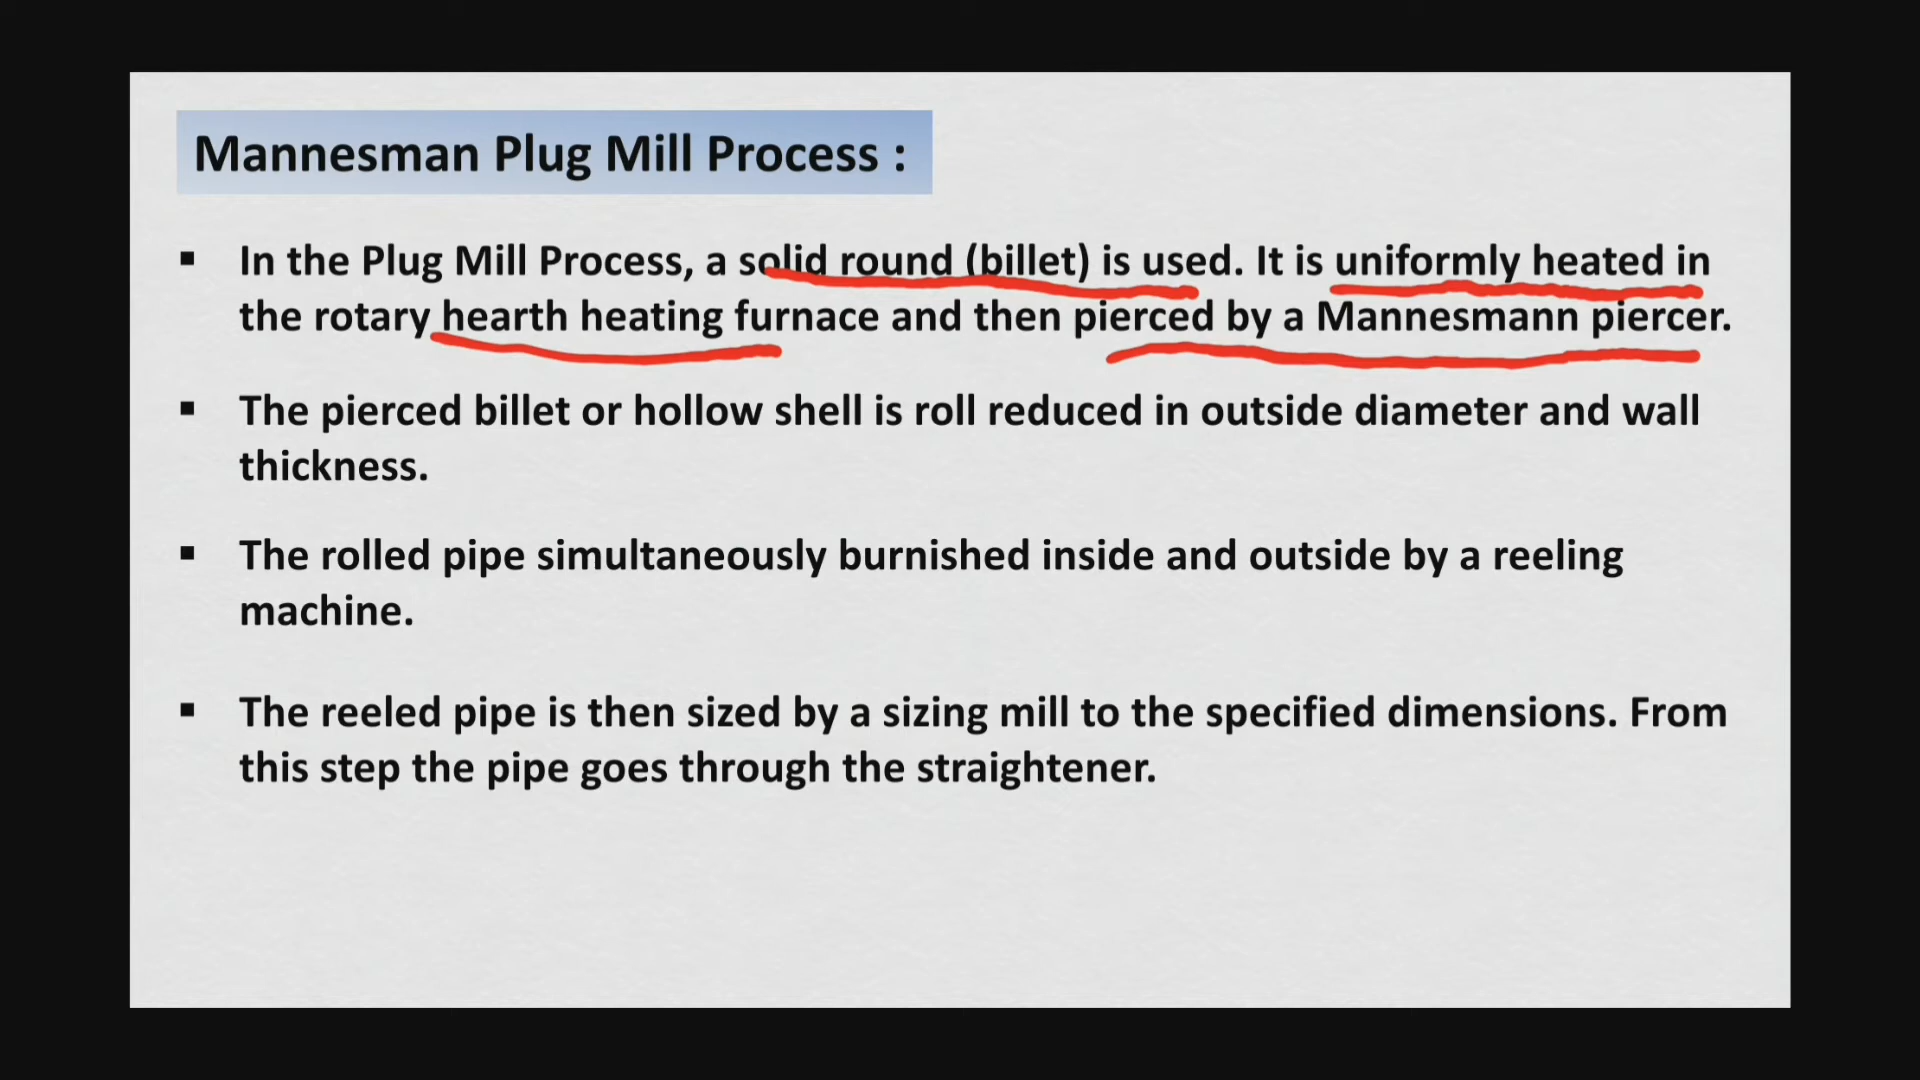 Mannesman Plug Mill Process :
▪ In the Plug Mill Process, a solid round (billet) is used. It is uniformly heated in
the rotary hearth heating furnace and then pierced by a Mannesmann piercer.
▪ The pierced billet or hollow shell is roll reduced in outside diameter and wall
thickness.
▪ The rolled pipe simultaneously burnished inside and outside by a reeling
machine.
▪ The reeled pipe is then sized by a sizing mill to the specified dimensions. From
this step the pipe goes through the straightener.